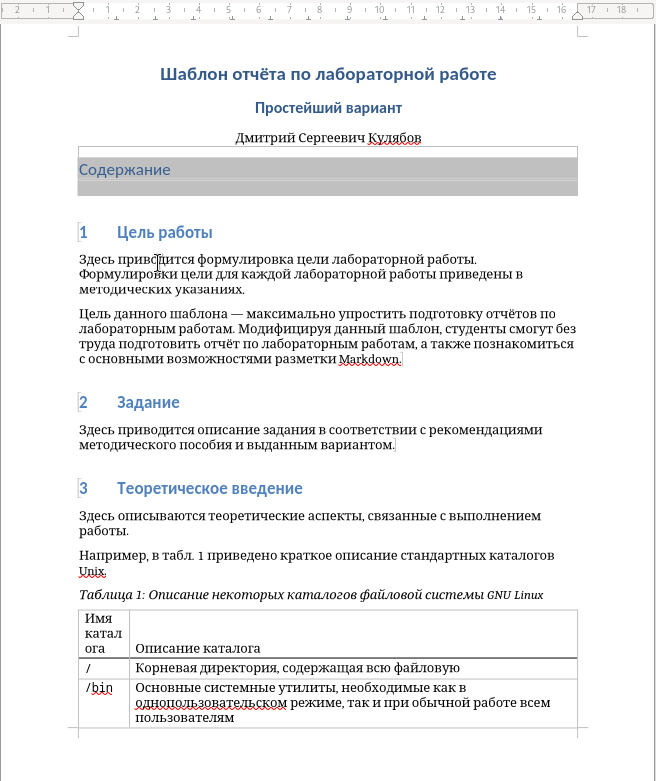 2 1 1 2 3 4 5 6 7 8 9 10 11 12 13 14 15 16 17 18
Шаблон отчёта по лабораторной работе
Простейший вариант
Дмитрий Сергеевич Кулябов
Содержание
1 Цель работы
Здесь приводится формулировка цели лабораторной работы.
Формулировки цели для каждой лабораторной работы приведены в
методических указаниях.
Цель данного шаблона — максимально упростить подготовку отчётов по
лабораторным работам. Модифицируя данный шаблон, студенты смогут без
труда подготовить отчёт по лабораторным работам, а также познакомиться
с основными возможностями разметки Markdown.
2 Задание
Здесь приводится описание задания в соответствии с рекомендациями
методического пособия и выданным вариантом.
3 Теоретическое введение
Здесь описываются теоретические аспекты, связанные с выполнением
работы.
Например, в табл. 1 приведено краткое описание стандартных каталогов
Unix.
Таблица 1: Описание некоторых каталогов файловой системы GNU Linux
Имя
катал
ога Описание каталога
/ Корневая директория, содержащая всю файловую
/bin Основные системные утилиты, необходимые как в
однопользовательском режиме, так и при обычной работе всем
пользователям